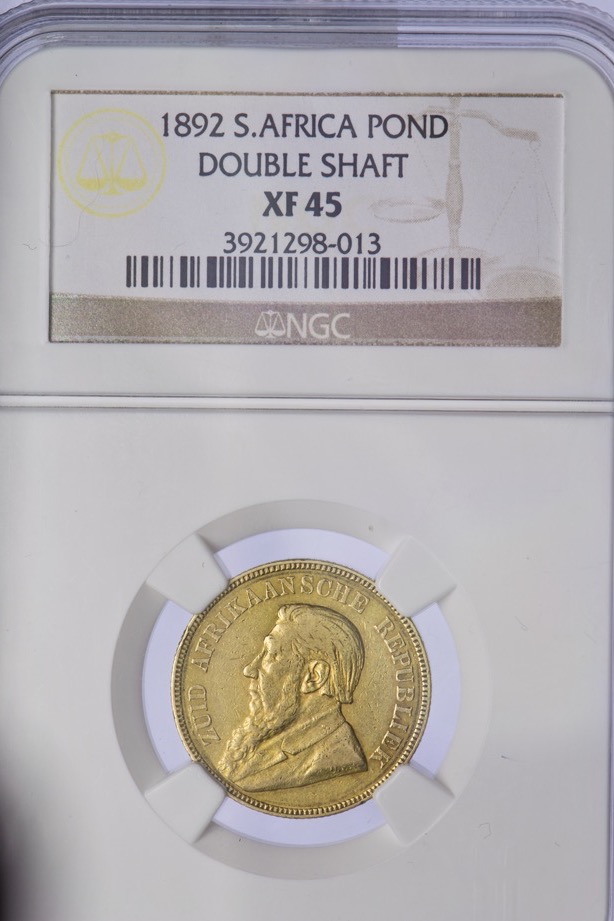 1892 S.AFRICA POND
DOUBLE SHAFT
XF 45
3921298-013
NGC
ZUID AFRIKAANSCHE REPUBLIEK